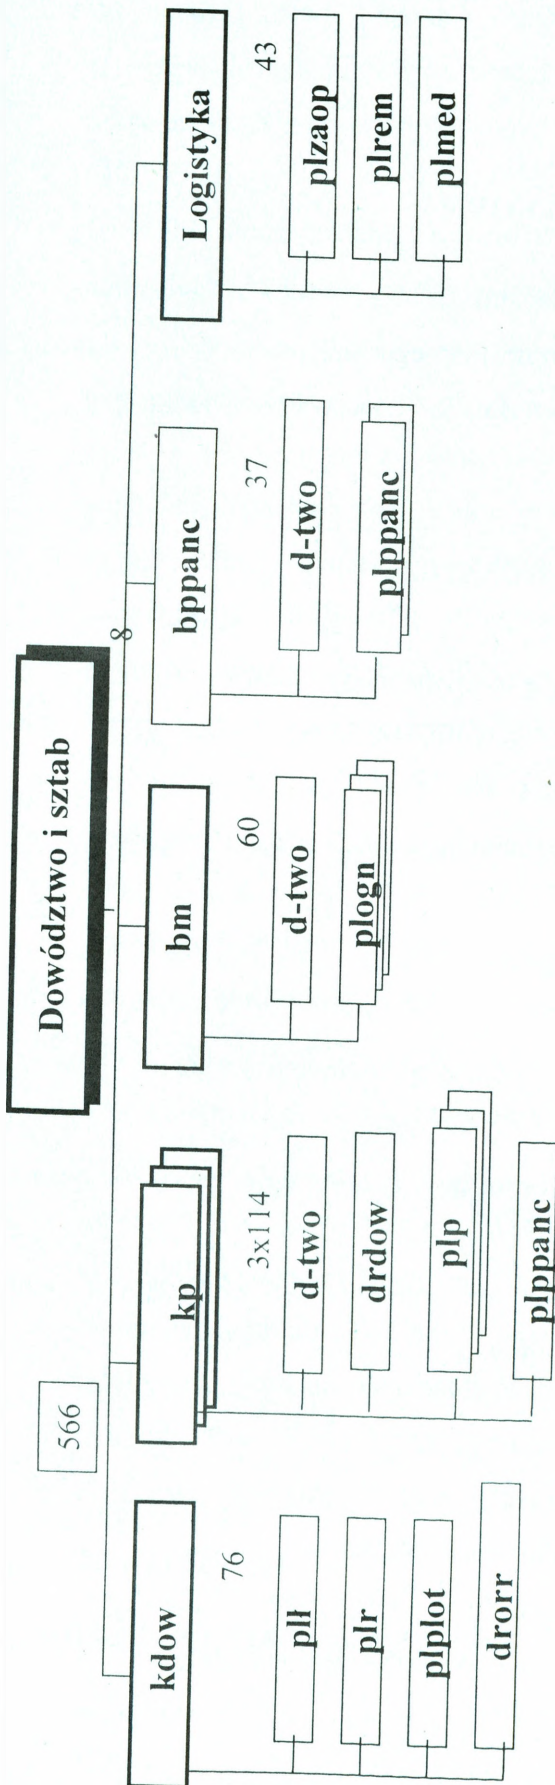 Dowództwo i sztab
566
8
kdow
76
plł
plr
plplot
drorr
kp
3x114
d-two
drdow
plp
plppanc
bm
60
d-two
plogn
bppanc
37
d-two
plppanc
Logistyka
43
plzaop
plrem
plmed